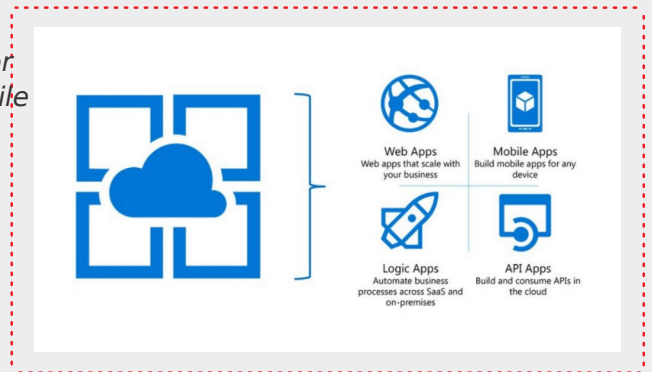 Web Apps
Web apps that scale with
your business
Mobile Apps
Build mobile apps for any
device
Logic Apps
Automate business
processes across SaaS and
on-premises
API Apps
Build and consume APIs in
the cloud